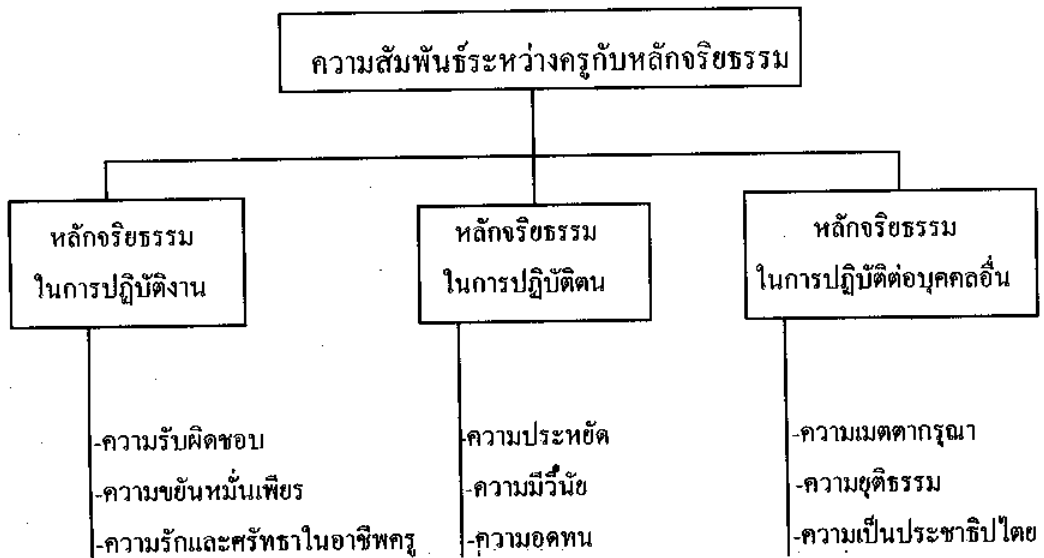 ความสัมพันธ์ระหว่างครูกับหลักจริยธรรม
หลักจริยธรรม
ในการปฏิบัติงาน
-ความรับผิดชอบ
-ความขยันหมั่นเพียร
-ความรักและศรัทธาในอาชีพครู
หลักจริยธรรม
ในการปฏิบัติตน
-ความประหยัด
-ความมีวินัย
-ความอดทน
หลักจริยธรรม
ในการปฏิบัติต่อบุคคลอื่น
-ความเมตตากรุณา
-ความยุติธรรม
-ความเป็นประชาธิปไตย